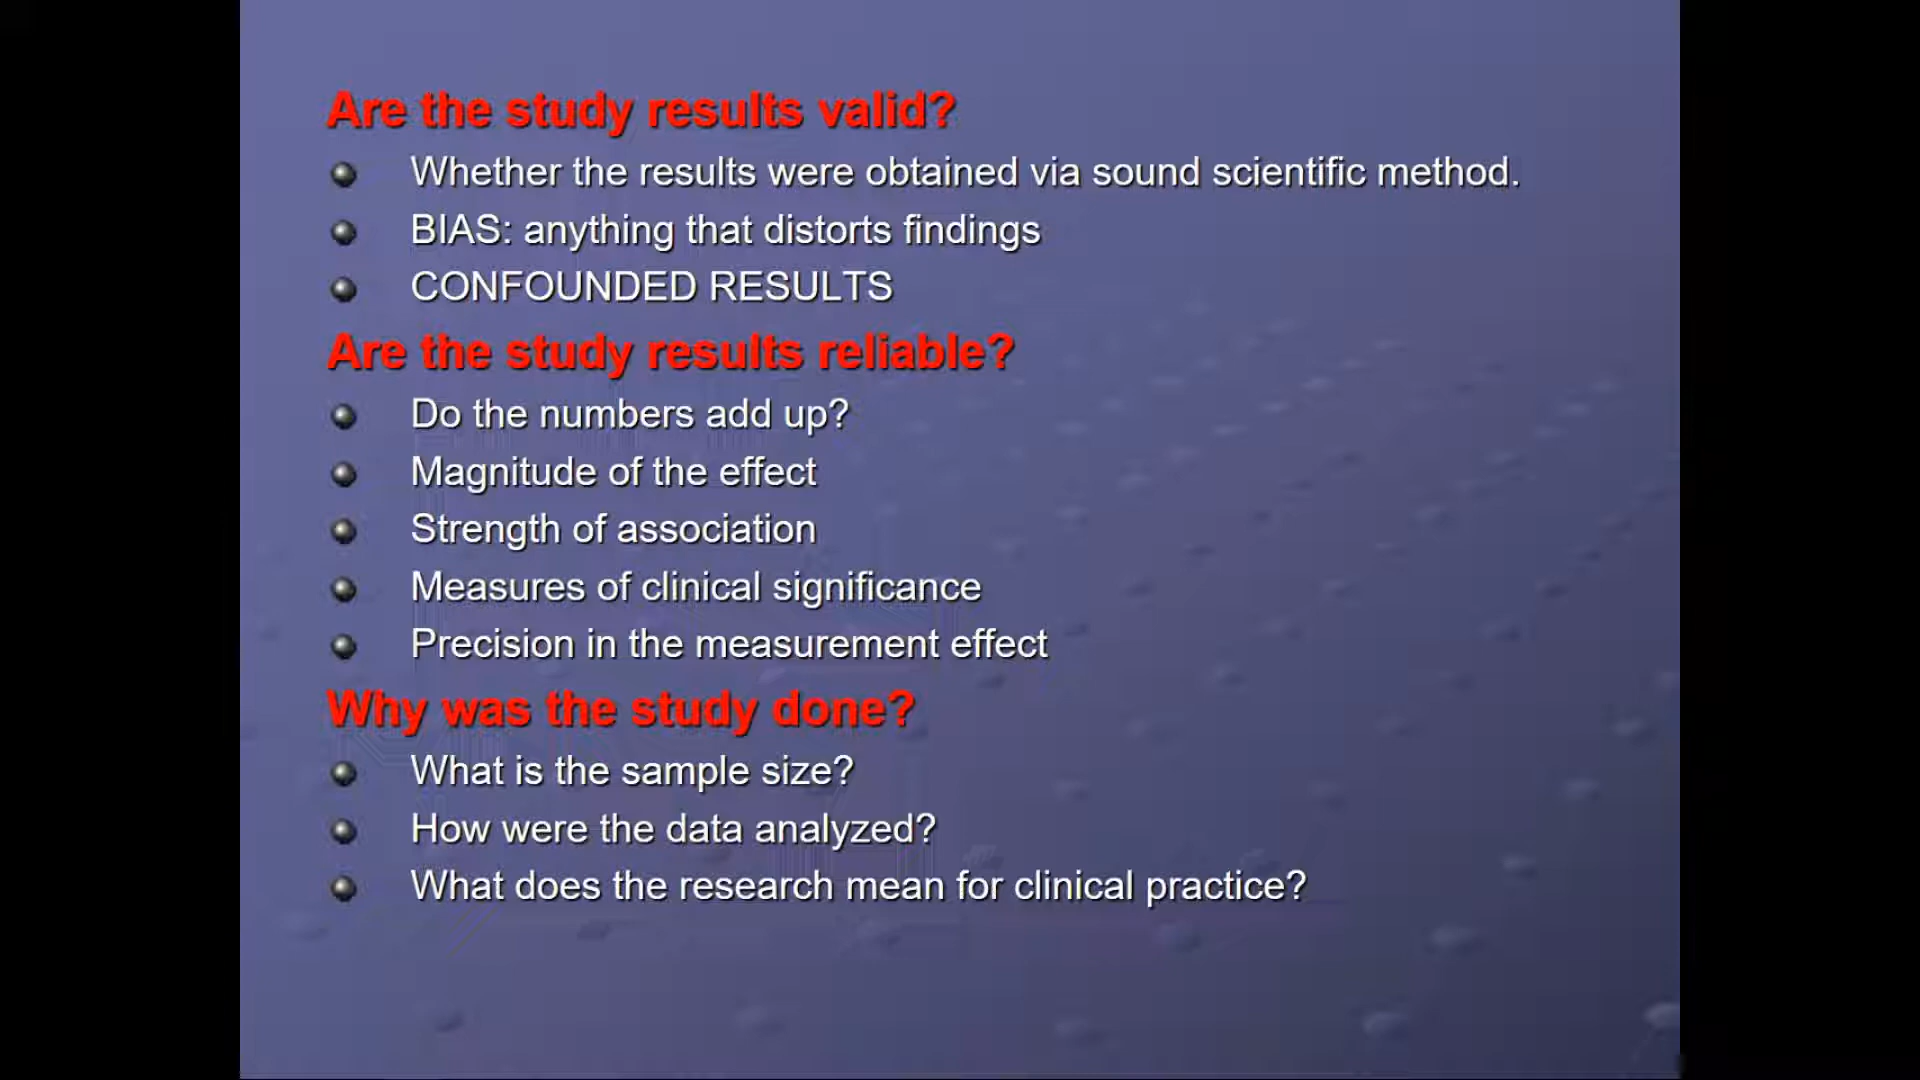 Are the study results valid?
Whether the results were obtained via sound scientific method.
BIAS: anything that distorts findings
CONFOUNDED RESULTS
Are the study results reliable?
Do the numbers add up?
Magnitude of the effect
Strength of association
Measures of clinical significance
Precision in the measurement effect
Why was the study done?
What is the sample size?
How were the data analyzed?
What does the research mean for clinical practice?